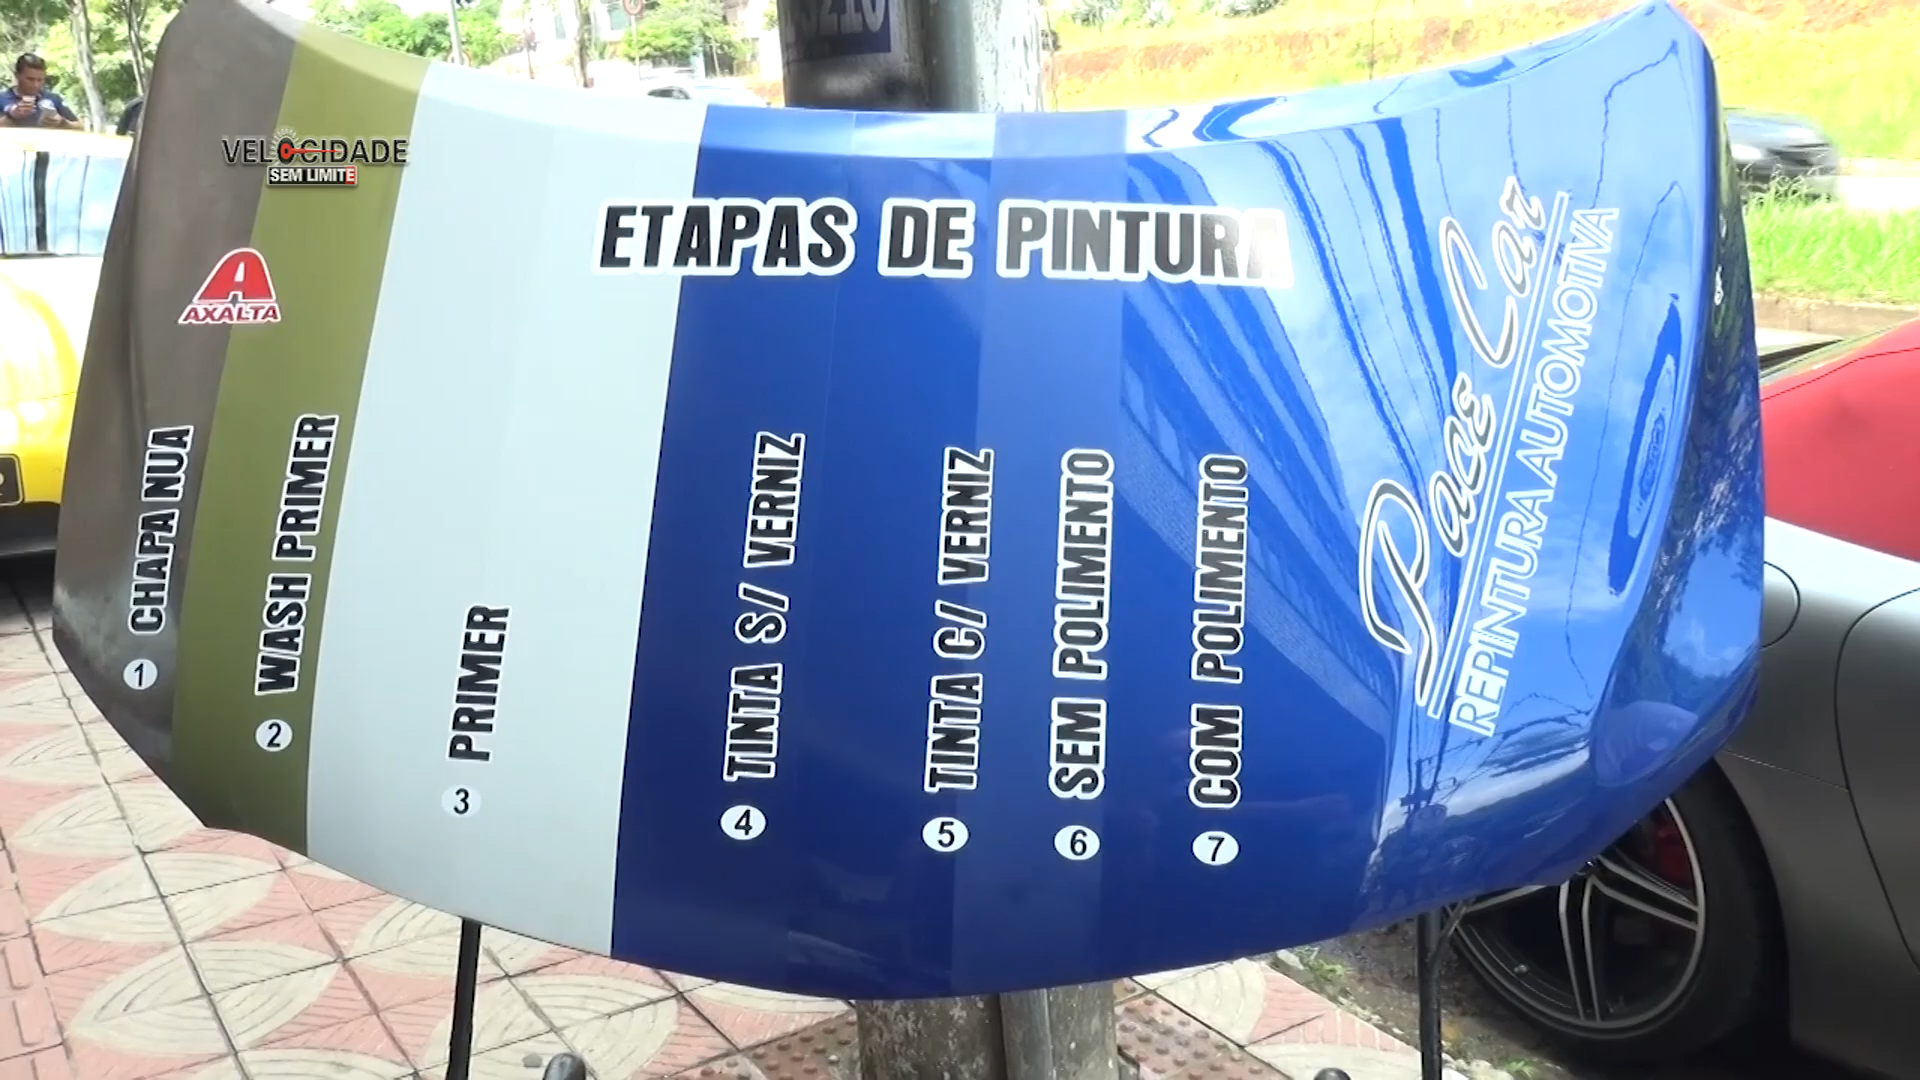 VELOCIDADE
SEM LIMITE
AXALTA
ETAPAS DE PINTURA
1 CHAPA NUA
2 WASH PRIMER
3 PRIMER
4 TINTA S/ VERNIZ
5 TINTA C/ VERNIZ
6 SEM POLIMENTO
7 COM POLIMENTO
Pace Car
REPINTURA AUTOMOTIVA